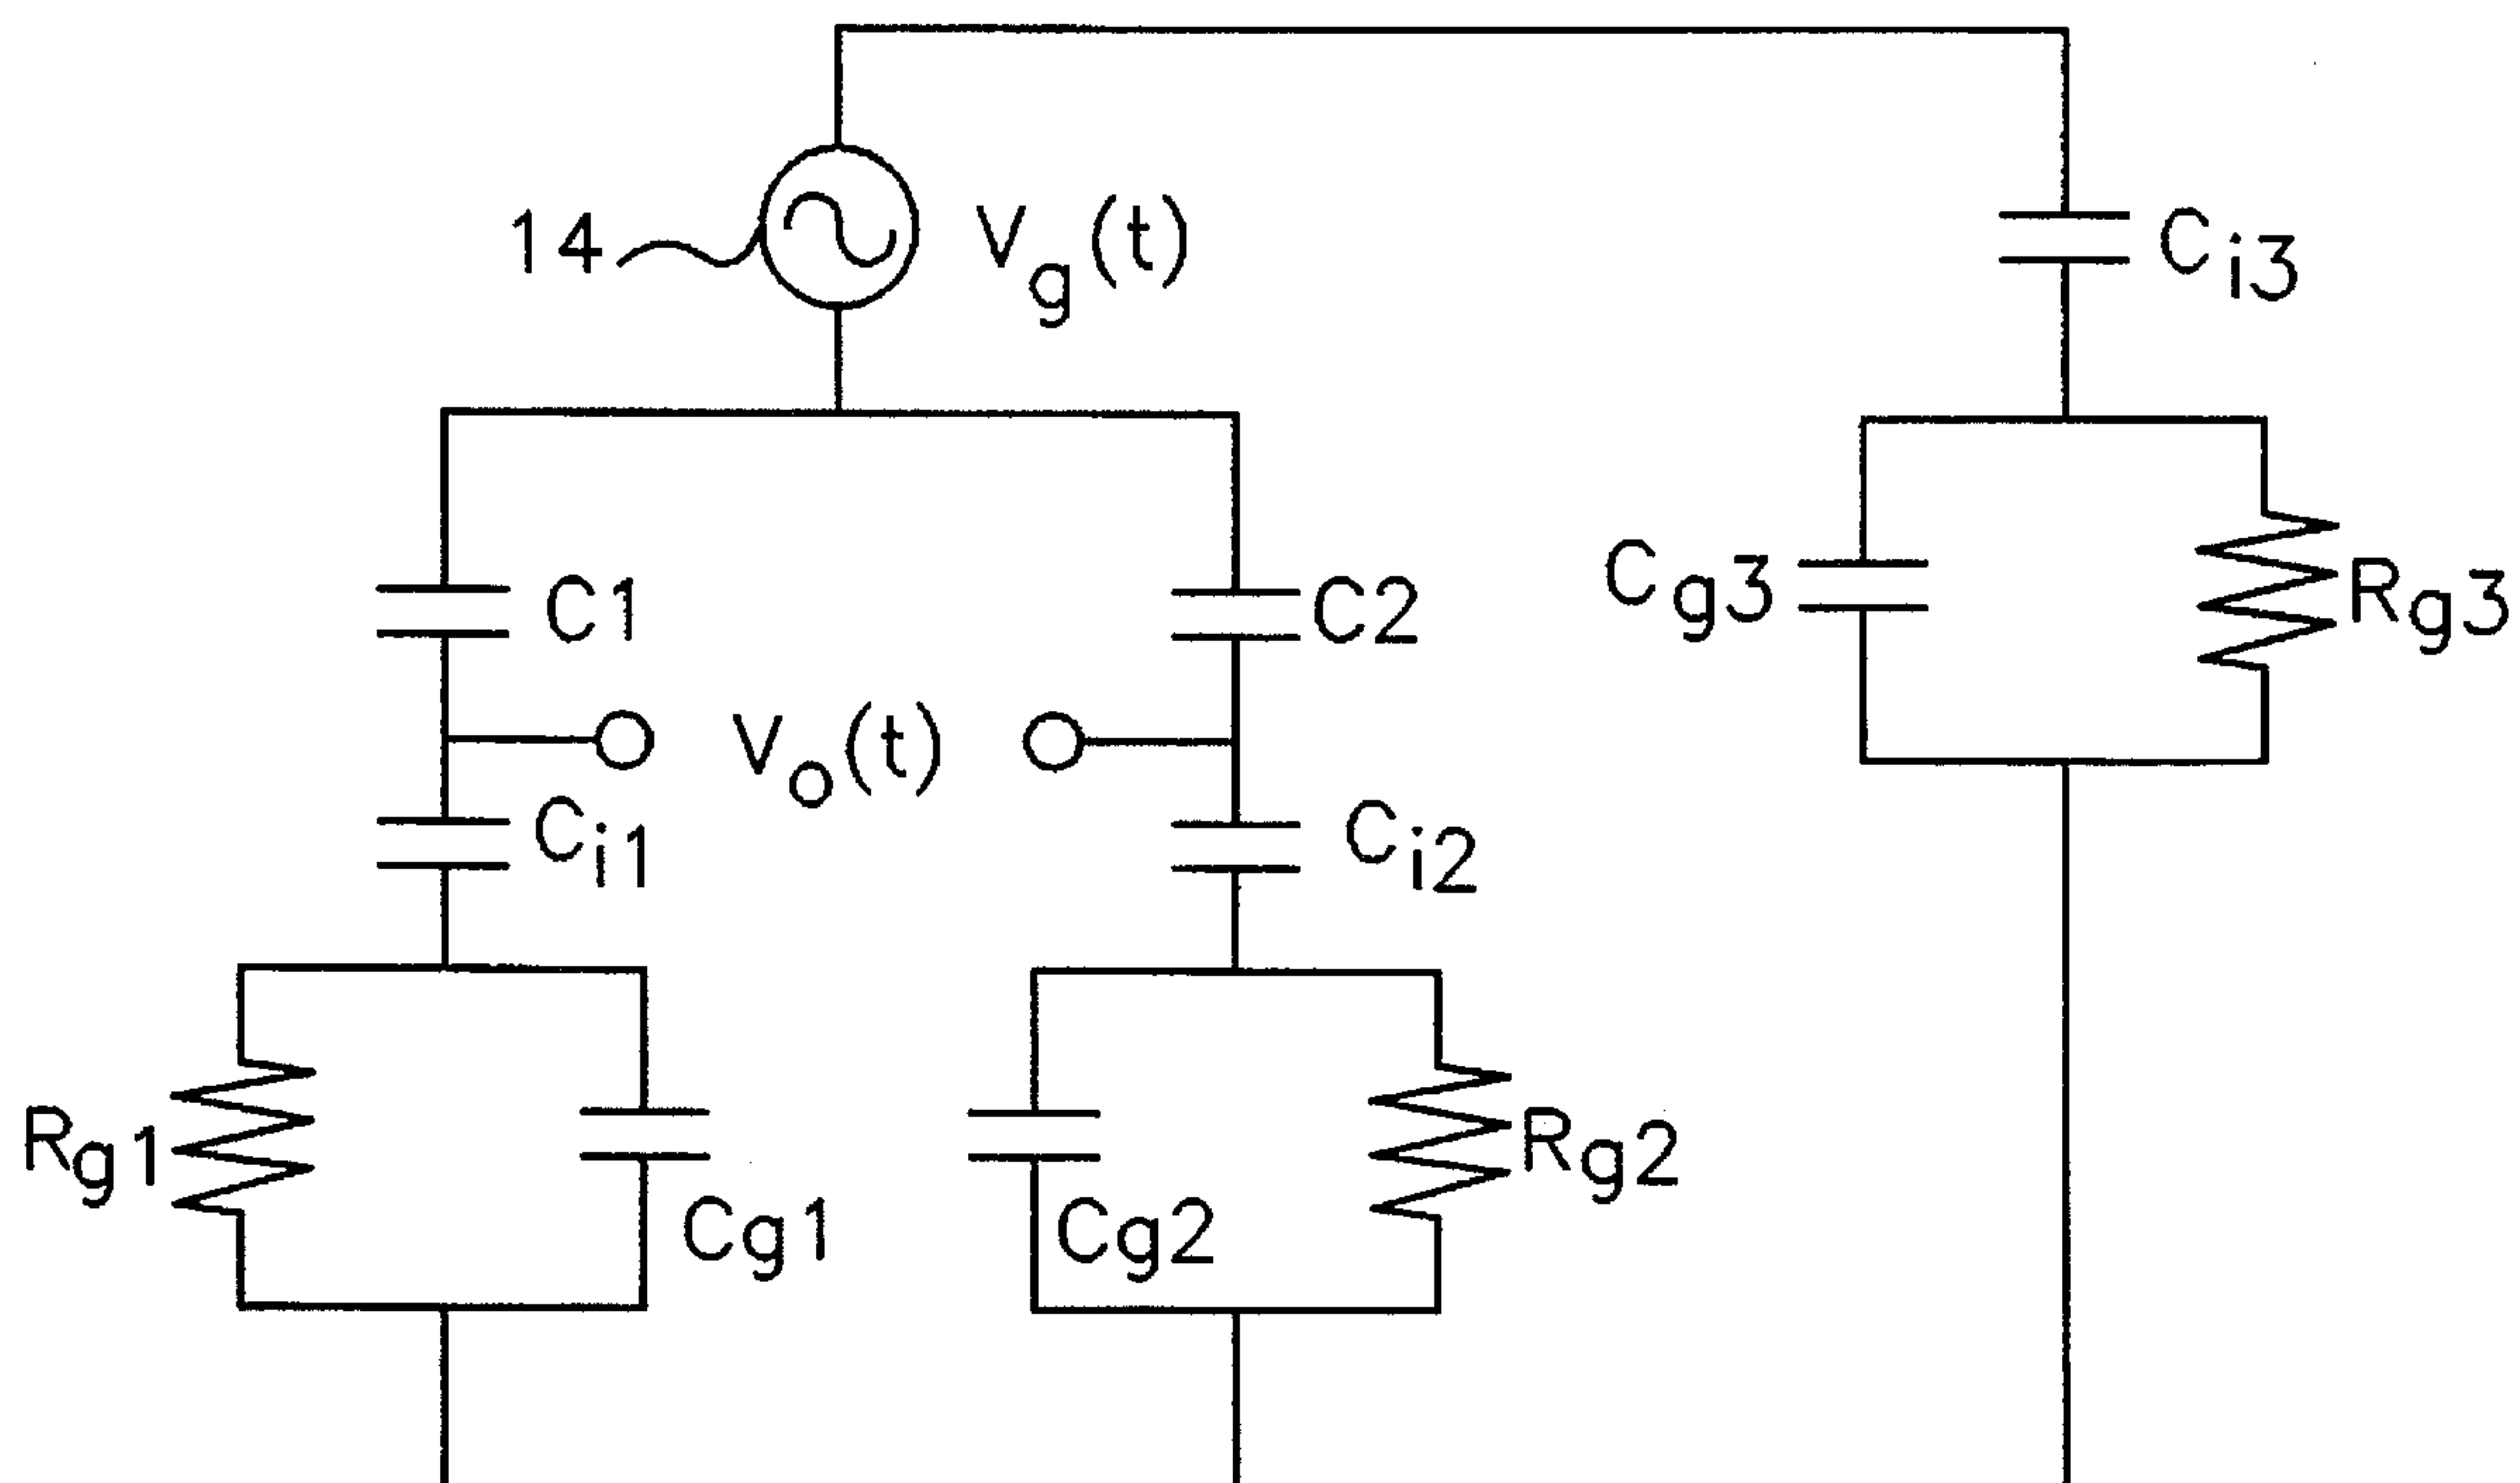 14
Vg(t)
Ci3
C1
C2
Cg3
Rg3
Vo(t)
Ci1
Ci2
Rg1
Cg1
Cg2
Rg2